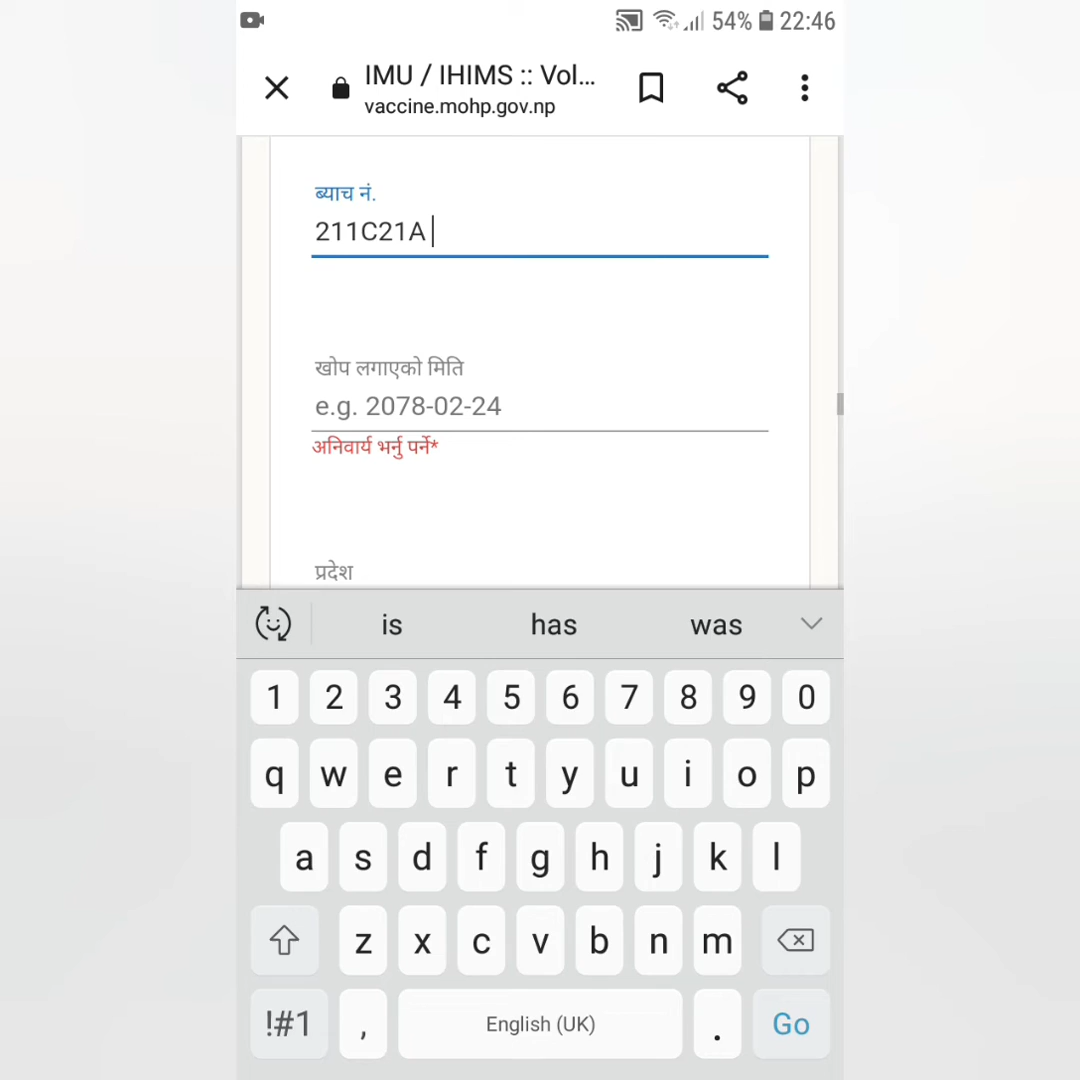 54% 22:46
IMU / IHIMS :: Vol...
vaccine.mohp.gov.np
ब्याच नं.
211C21A
खोप लगाएको मिति
e.g. 2078-02-24
अनिवार्य भर्नु पर्ने*
प्रदेश
is has was
1 2 3 4 5 6 7 8 9 0
q w e r t y u i o p
a s d f g h j k l
z x c v b n m
!#1 , English (UK) . Go